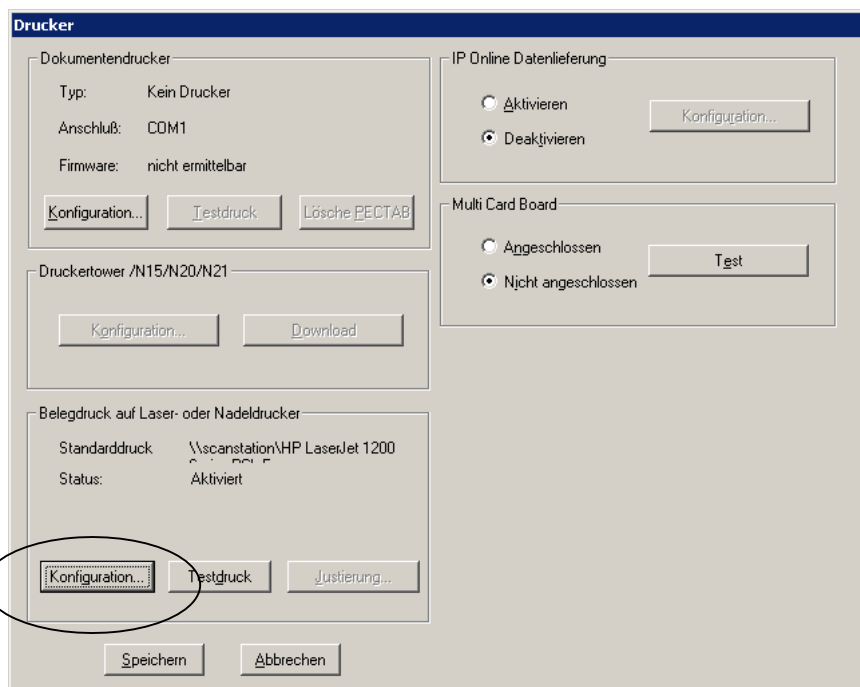 Drucker
Dokumentendrucker
Typ: Kein Drucker
Anschluß: COM1
Firmware: nicht ermittelbar
Konfiguration... Testdruck Lösche PECTAB
Druckertower /N15/N20/N21
Konfiguration... Download
Belegdruck auf Laser- oder Nadeldrucker
Standarddruck \\scanstation\HP LaserJet 1200
Status: Aktiviert
Konfiguration... Testdruck Justierung...
Speichern Abbrechen
IP Online Datenlieferung
Aktivieren
Deaktivieren
Konfiguration...
Multi Card Board
Angeschlossen
Nicht angeschlossen
Test